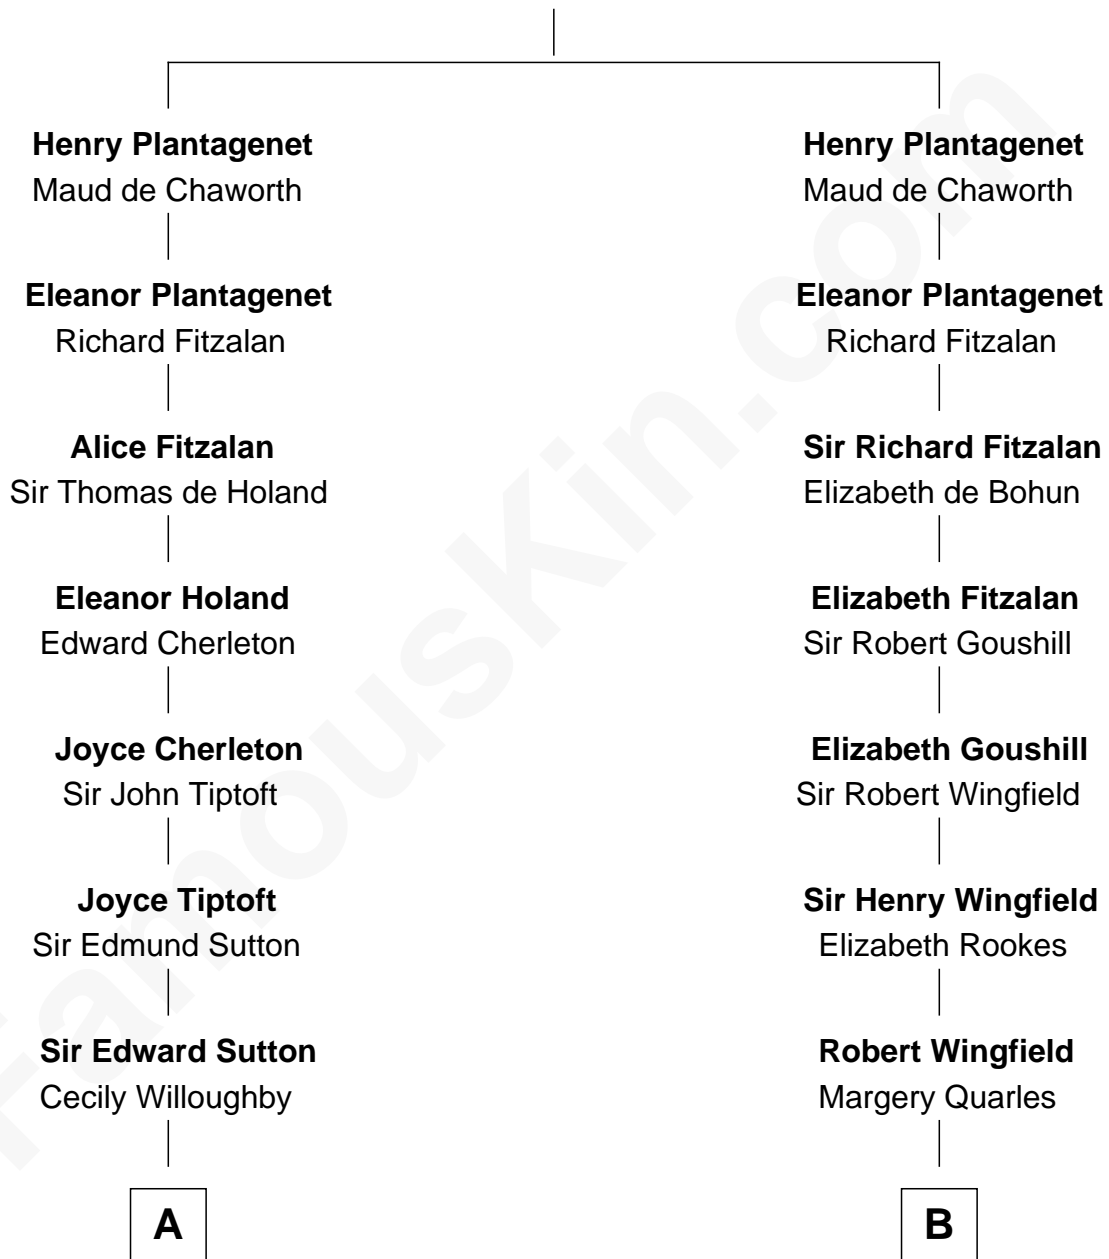 Henry Plantagenet
Maud de Chaworth
Eleanor Plantagenet
Richard Fitzalan
Alice Fitzalan
Sir Thomas de Holand
Eleanor Holand
Edward Cherleton
Joyce Cherleton
Sir John Tiptoft
Joyce Tiptoft
Sir Edmund Sutton
Sir Edward Sutton
Cecily Willoughby
A
Henry Plantagenet
Maud de Chaworth
Eleanor Plantagenet
Richard Fitzalan
Sir Richard Fitzalan
Elizabeth de Bohun
Elizabeth Fitzalan
Sir Robert Goushill
Elizabeth Goushill
Sir Robert Wingfield
Sir Henry Wingfield
Elizabeth Rookes
Robert Wingfield
Margery Quarles
B
FamousKin.com